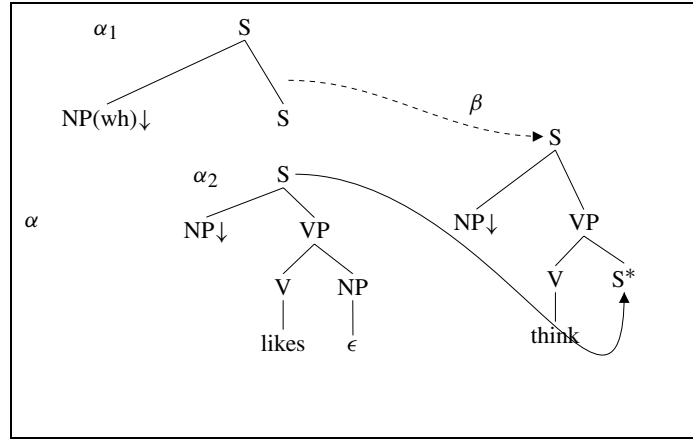 α1 S
β
NP(wh)↓ S
S
α2 S
α NP↓ VP NP↓ VP
V NP V S*
likes ϵ think